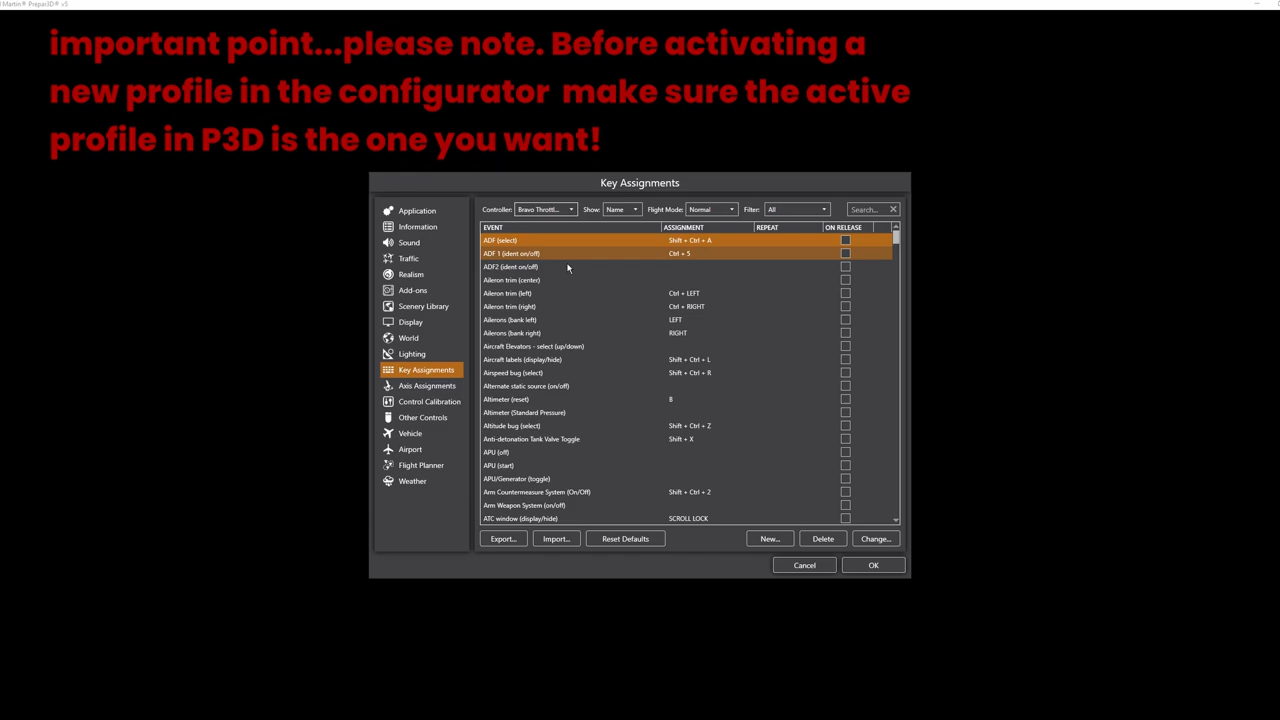 Martin® Prepar3D® v5
important point...please note. Before activating a
new profile in the configurator make sure the active
profile in P3D is the one you want!
Key Assignments
Application
Information
Sound
Traffic
Realism
Add-ons
Scenery Library
Display
World
Lighting
Key Assignments
Axis Assignments
Control Calibration
Other Controls
Vehicle
Airport
Flight Planner
Weather
Controller: Bravo Throttl... Show: Name Flight Mode: Normal Filter: All Search...
EVENT ASSIGNMENT REPEAT ON RELEASE
ADF (select) Shift + Ctrl + A
ADF 1 (ident on/off) Ctrl + 5
ADF2 (ident on/off)
Aileron trim (center)
Aileron trim (left) Ctrl + LEFT
Aileron trim (right) Ctrl + RIGHT
Ailerons (bank left) LEFT
Ailerons (bank right) RIGHT
Aircraft Elevators - select (up/down)
Aircraft labels (display/hide) Shift + Ctrl + L
Airspeed bug (select) Shift + Ctrl + R
Alternate static source (on/off)
Altimeter (reset) B
Altimeter (Standard Pressure)
Altitude bug (select) Shift + Ctrl + Z
Anti-detonation Tank Valve Toggle Shift + X
APU (off)
APU (start)
APU/Generator (toggle)
Arm Countermeasure System (On/Off) Shift + Ctrl + 2
Arm Weapon System (on/off)
ATC window (display/hide) SCROLL LOCK
Export... Import... Reset Defaults New... Delete Change...
Cancel OK